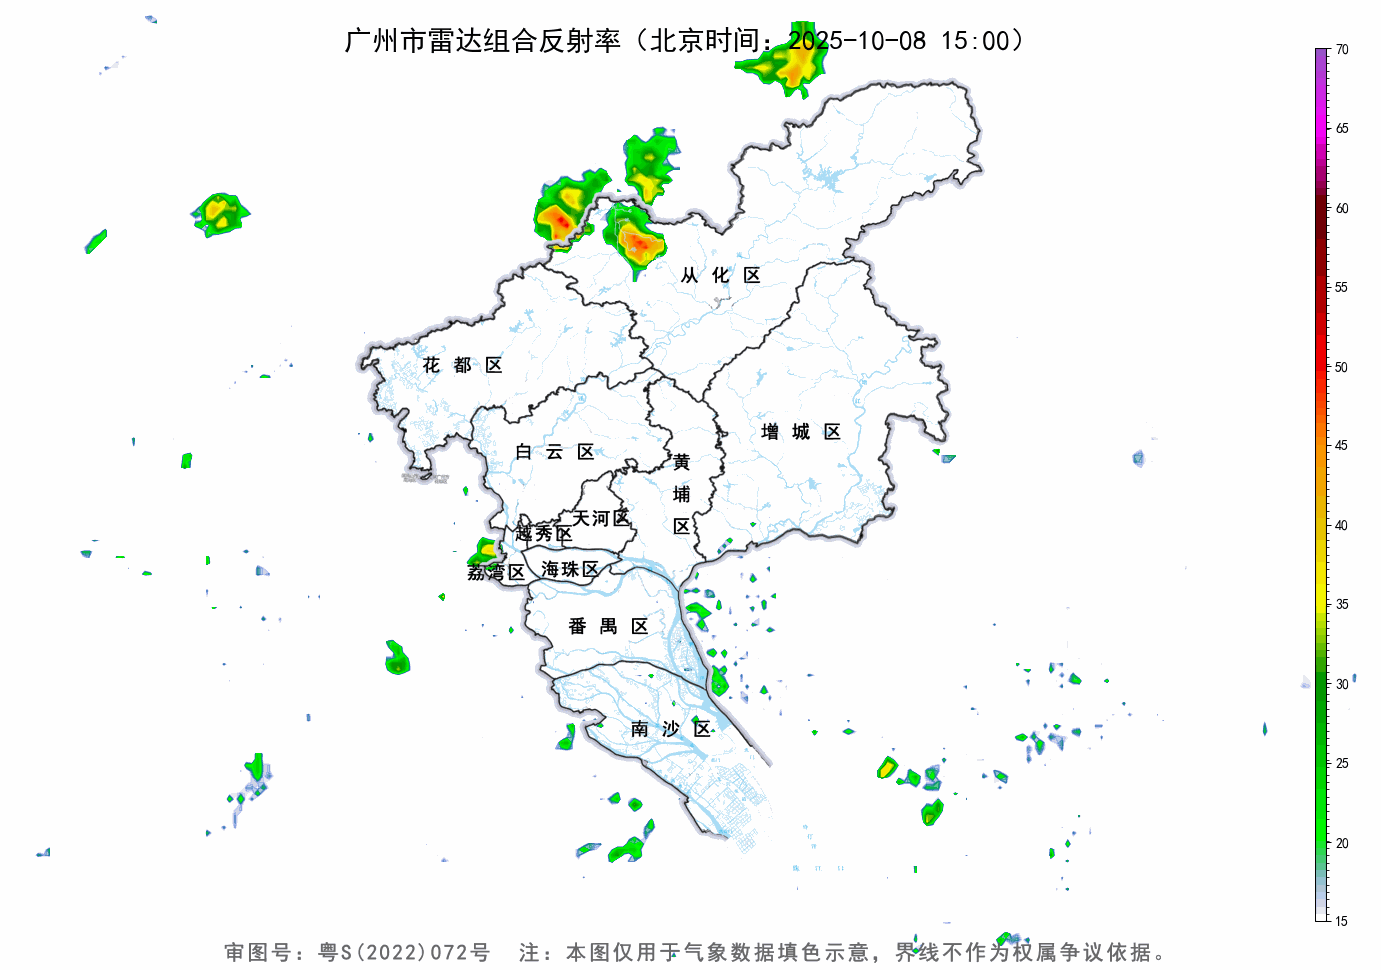 广州市雷达组合反射率（北京时间：2025-10-08 15:00）
70
65
60
55
50
45
40
35
30
25
20
15
从化区
花都区
增城区
白云区
黄埔区
天河区
越秀区
荔湾区
海珠区
番禺区
南沙区
审图号：粤S(2022)072号 注：本图仅用于气象数据填色示意，界线不作为权属争议依据。